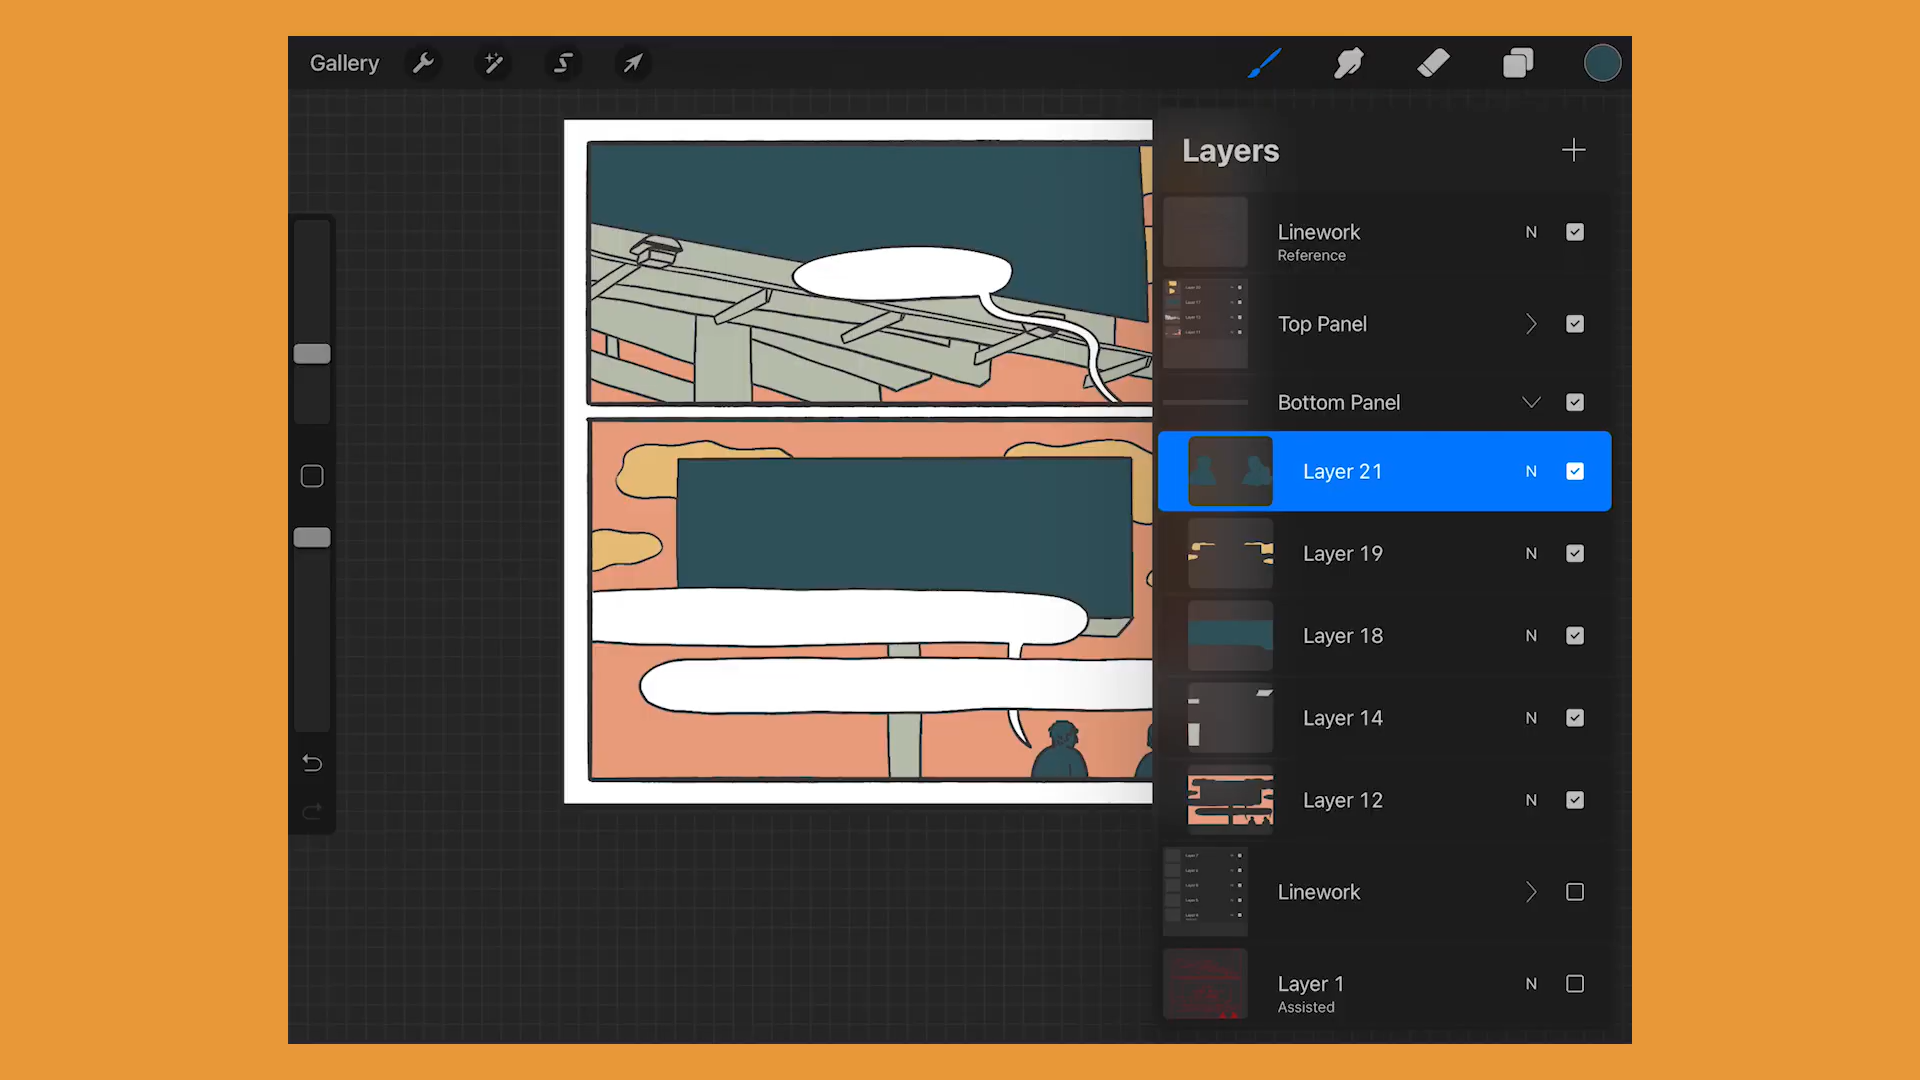 Gallery
Layers
Linework N
Reference
Top Panel
Bottom Panel
Layer 21 N
Layer 19 N
Layer 18 N
Layer 14 N
Layer 12 N
Linework
Layer 1 N
Assisted